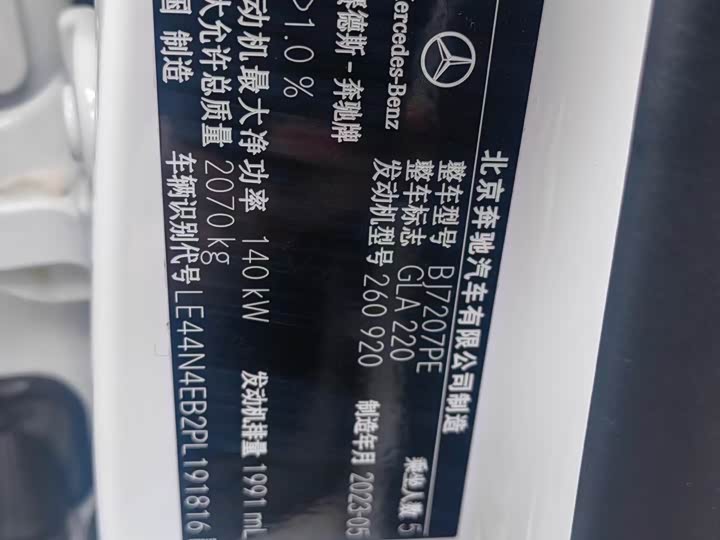 北京奔驰汽车有限公司制造
Mercedes-Benz
整车型号 BJ7207PE
乘坐人数 5
整车标志 GLA 220
德斯-奔驰牌
发动机型号 260 920
制造年月 2023-05
>1.0 %
动机最大净功率 140 kW
发动机排量 1991 mL
大允许总质量 2070 kg
国 制造
车辆识别代号 LE44N4EB2PL191816